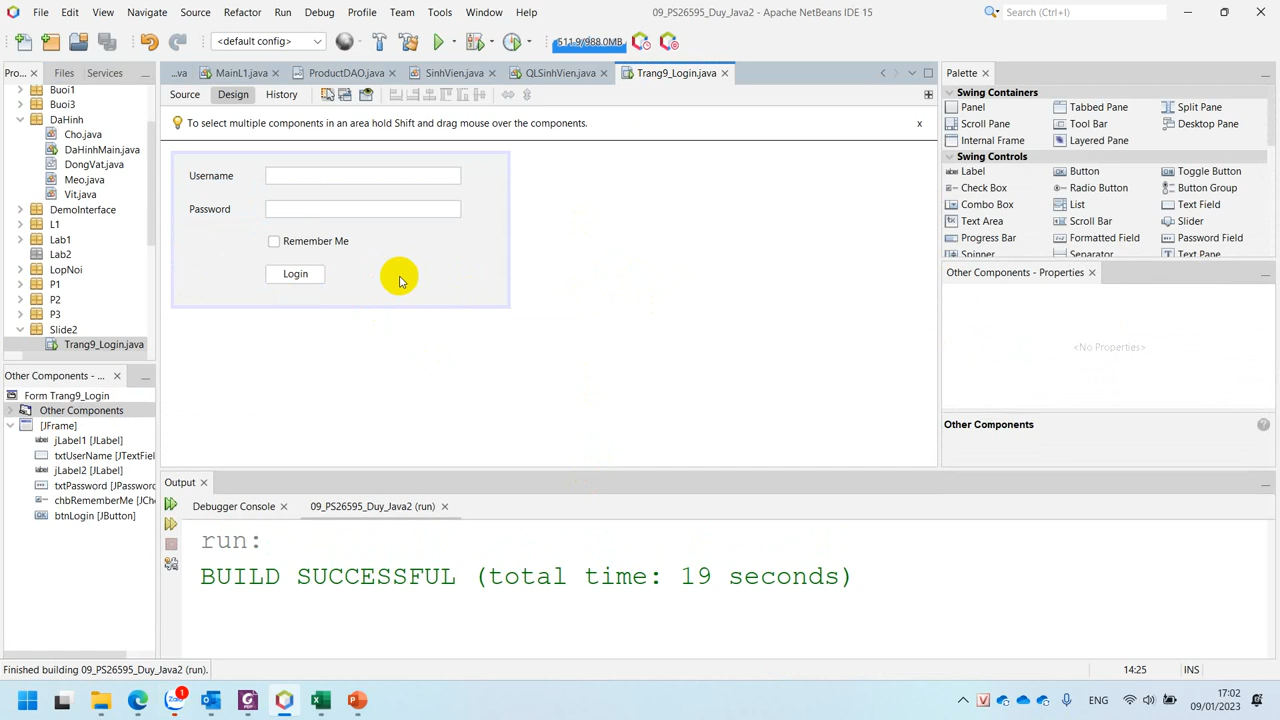 File Edit View Navigate Source Refactor Run Debug Profile Team Tools Window Help
09_PS26595_Duy_Java2 - Apache NetBeans IDE 15
Search (Ctrl+I)
<default config>
511.9/988.0MB
Pro... Files Services
...va MainL1.java ProductDAO.java SinhVien.java QLSinhVien.java Trang9_Login.java
Source Design History
To select multiple components in an area hold Shift and drag mouse over the components.
x
Buoi1
Buoi3
DaHinh
Cho.java
DaHinhMain.java
DongVat.java
Meo.java
Vit.java
DemoInterface
L1
Lab1
Lab2
LopNoi
P1
P2
P3
Slide2
Trang9_Login.java
Username
Password
Remember Me
Login
Palette
Swing Containers
Panel Tabbed Pane Split Pane
Scroll Pane Tool Bar Desktop Pane
Internal Frame Layered Pane
Swing Controls
Label Button Toggle Button
Check Box Radio Button Button Group
Combo Box List Text Field
Text Area Scroll Bar Slider
Progress Bar Formatted Field Password Field
Spinner Separator Text Pane
Other Components - Properties
<No Properties>
Other Components
Other Components - ...
Form Trang9_Login
Other Components
[JFrame]
jLabel1 [JLabel]
txtUserName [JTextFiel
jLabel2 [JLabel]
txtPassword [JPasswor
chbRememberMe [JChe
btnLogin [JButton]
Output
Debugger Console 09_PS26595_Duy_Java2 (run)
run:
BUILD SUCCESSFUL (total time: 19 seconds)
Finished building 09_PS26595_Duy_Java2 (run).
14:25 INS
Zalo
1
ENG
17:02
09/01/2023